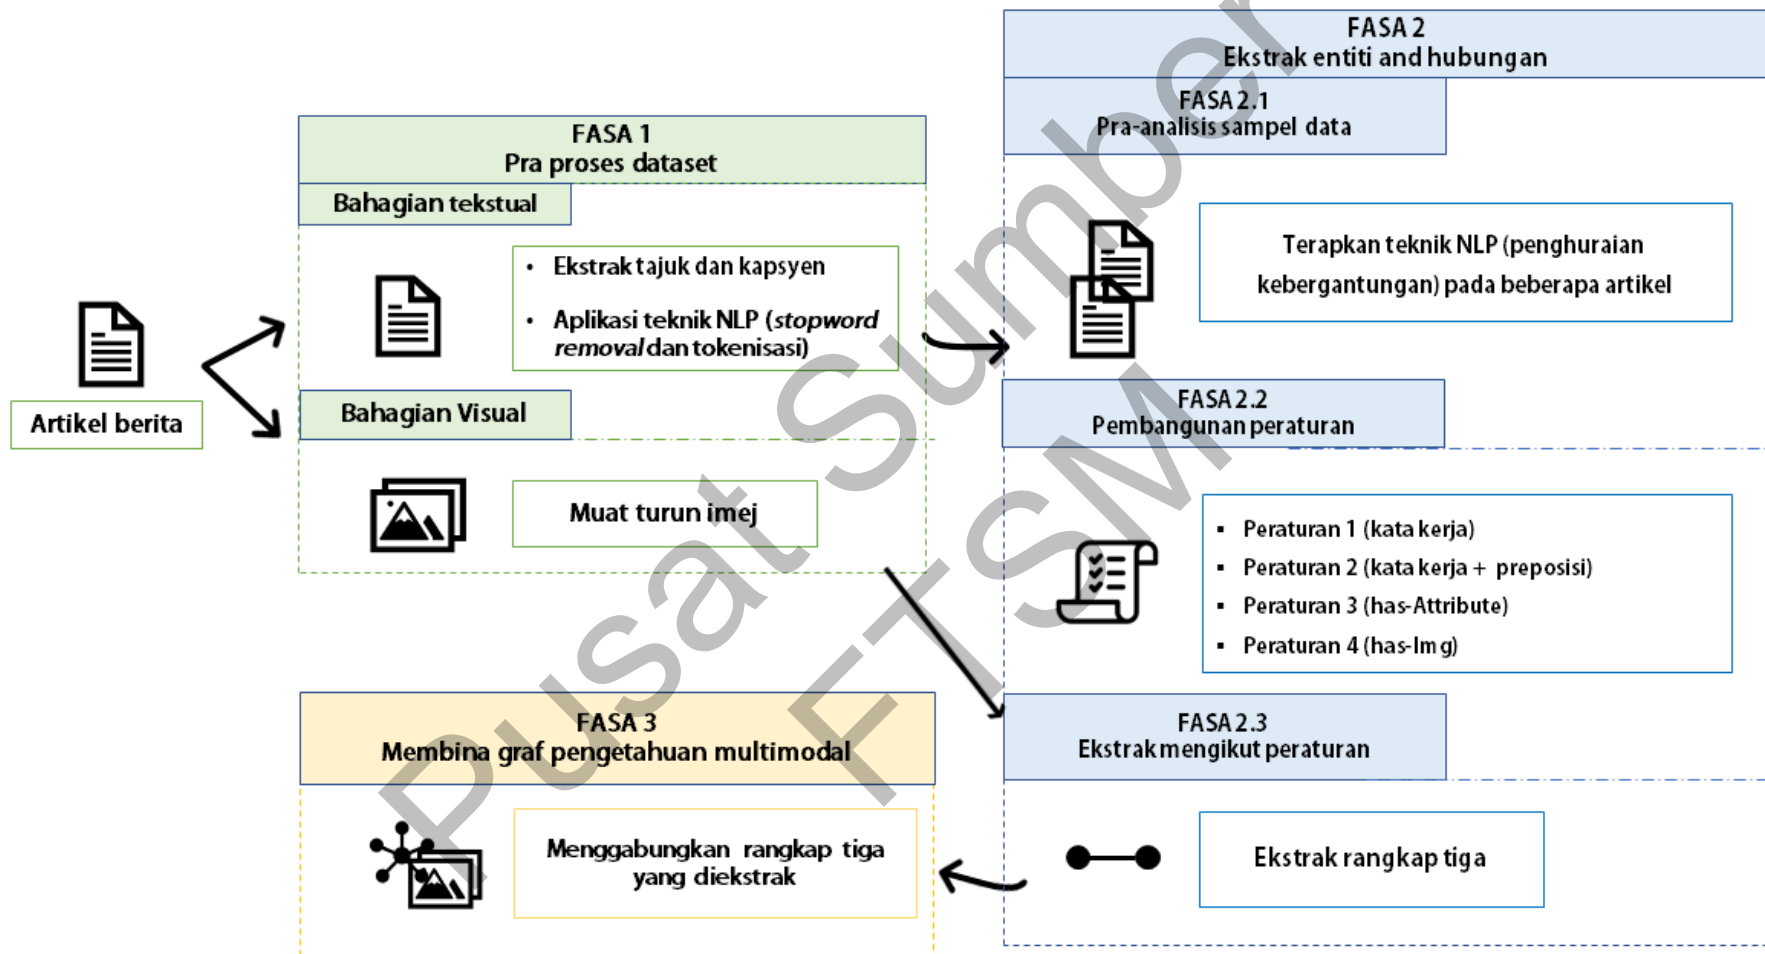 Artikel berita
FASA 1
Pra proses dataset
Bahagian tekstual
• Ekstrak tajuk dan kapsyen
• Aplikasi teknik NLP (stopword
removal dan tokenisasi)
Bahagian Visual
Muat turun imej
FASA 2
Ekstrak entiti and hubungan
FASA 2.1
Pra-analisis sampel data
Terapkan teknik NLP (penghuraian
kebergantungan) pada beberapa artikel
FASA 2.2
Pembangunan peraturan
▪ Peraturan 1 (kata kerja)
▪ Peraturan 2 (kata kerja + preposisi)
▪ Peraturan 3 (has-Attribute)
▪ Peraturan 4 (has-Img)
FASA 2.3
Ekstrak mengikut peraturan
Ekstrak rangkap tiga
FASA 3
Membina graf pengetahuan multimodal
Menggabungkan rangkap tiga
yang diekstrak
Pusat Sumber
FTSM